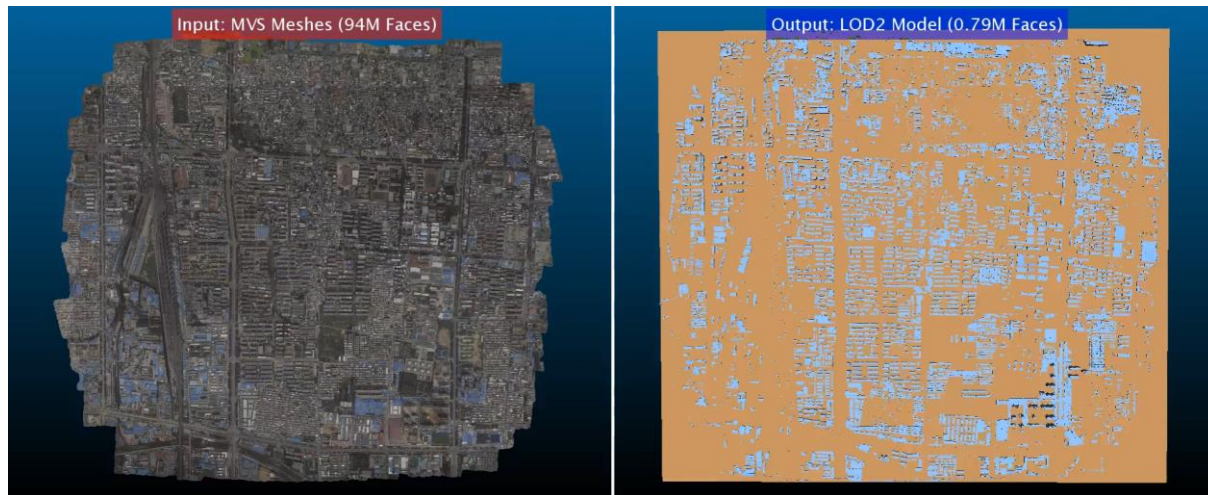 Input: MVS Meshes (94M Faces)
Output: LOD2 Model (0.79M Faces)